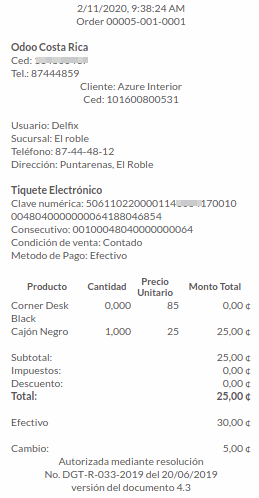 2/11/2020, 9:38:24 AM
Order 00005-001-0001
Odoo Costa Rica
Ced:
Tel.: 87444859
Cliente: Azure Interior
Ced: 101600800531
Usuario: Delfix
Sucursal: El roble
Teléfono: 87-44-48-12
Dirección: Puntarenas, El Roble
Tiquete Electrónico
Clave numérica: 506110220000114 170010
00480400000000064188046854
Consecutivo: 00100048040000000064
Condición de venta: Contado
Metodo de Pago: Efectivo
Producto Cantidad Precio Unitario Monto Total
Corner Desk Black 0,000 85 0,00 ¢
Cajón Negro 1,000 25 25,00 ¢
Subtotal: 25,00 ¢
Impuestos: 0,00 ¢
Descuento: 0,00 ¢
Total: 25,00 ¢
Efectivo 30,00 ¢
Cambio: 5,00 ¢
Autorizada mediante resolución
No. DGT-R-033-2019 del 20/06/2019
versión del documento 4.3